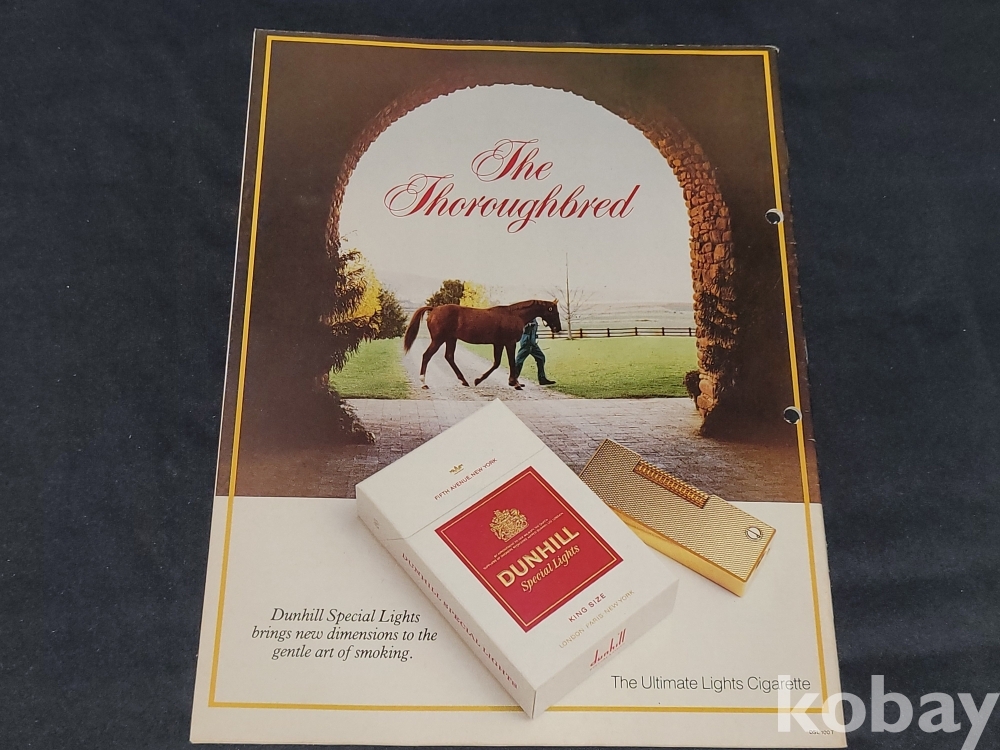 The
Thoroughbred
FIFTH AVENUE, NEW YORK
DUNHILL
Special Lights
KING SIZE
LONDON·PARIS·NEW YORK
dunhill
DUNHILL SPECIAL LIGHTS
Dunhill Special Lights
brings new dimensions to the
gentle art of smoking.
The Ultimate Lights Cigarette
kobay